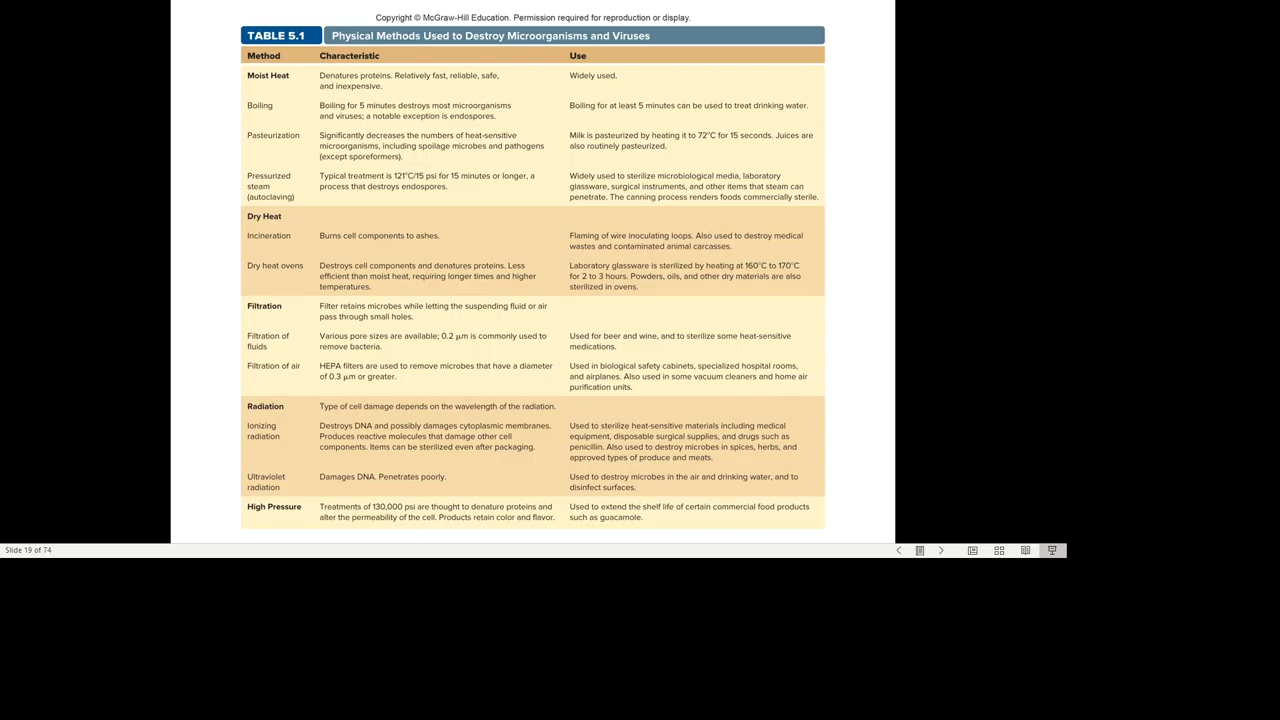 Copyright © McGraw-Hill Education. Permission required for reproduction or display.
TABLE 5.1 Physical Methods Used to Destroy Microorganisms and Viruses
Method Characteristic Use
Moist Heat Denatures proteins. Relatively fast, reliable, safe, Widely used.
and inexpensive.
Boiling Boiling for 5 minutes destroys most microorganisms Boiling for at least 5 minutes can be used to treat drinking water.
and viruses; a notable exception is endospores.
Pasteurization Significantly decreases the numbers of heat-sensitive Milk is pasteurized by heating it to 72°C for 15 seconds. Juices are
microorganisms, including spoilage microbes and pathogens also routinely pasteurized.
(except sporeformers).
Pressurized Typical treatment is 121°C/15 psi for 15 minutes or longer, a Widely used to sterilize microbiological media, laboratory
steam process that destroys endospores. glassware, surgical instruments, and other items that steam can
(autoclaving) penetrate. The canning process renders foods commercially sterile.
Dry Heat
Incineration Burns cell components to ashes. Flaming of wire inoculating loops. Also used to destroy medical
wastes and contaminated animal carcasses.
Dry heat ovens Destroys cell components and denatures proteins. Less Laboratory glassware is sterilized by heating at 160°C to 170°C
efficient than moist heat, requiring longer times and higher for 2 to 3 hours. Powders, oils, and other dry materials are also
temperatures. sterilized in ovens.
Filtration Filter retains microbes while letting the suspending fluid or air
pass through small holes.
Filtration of Various pore sizes are available; 0.2 μm is commonly used to Used for beer and wine, and to sterilize some heat-sensitive
fluids remove bacteria. medications.
Filtration of air HEPA filters are used to remove microbes that have a diameter Used in biological safety cabinets, specialized hospital rooms,
of 0.3 μm or greater. and airplanes. Also used in some vacuum cleaners and home air
purification units.
Radiation Type of cell damage depends on the wavelength of the radiation.
Ionizing Destroys DNA and possibly damages cytoplasmic membranes. Used to sterilize heat-sensitive materials including medical
radiation Produces reactive molecules that damage other cell equipment, disposable surgical supplies, and drugs such as
components. Items can be sterilized even after packaging. penicillin. Also used to destroy microbes in spices, herbs, and
approved types of produce and meats.
Ultraviolet Damages DNA. Penetrates poorly. Used to destroy microbes in the air and drinking water, and to
radiation disinfect surfaces.
High Pressure Treatments of 130,000 psi are thought to denature proteins and Used to extend the shelf life of certain commercial food products
alter the permeability of the cell. Products retain color and flavor. such as guacamole.
Slide 19 of 74